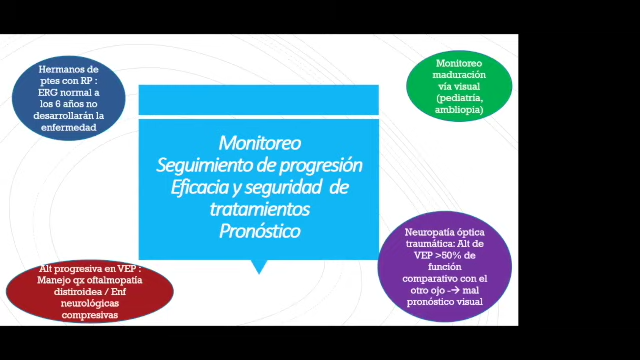 Hermanos de
ptes con RP :
ERG normal a
los 6 años no
desarrollarán la
enfermedad
Monitoreo
maduración
vía visual
(pediatría,
ambliopia)
Monitoreo
Seguimiento de progresión
Eficacia y seguridad de
tratamientos
Pronóstico
Alt progresiva en VEP :
Manejo qx oftalmopatía
distiroidea / Enf
neurológicas
compresivas
Neuropatía óptica
traumática: Alt de
VEP >50% de
función
comparativo con el
otro ojo -→ mal
pronóstico visual